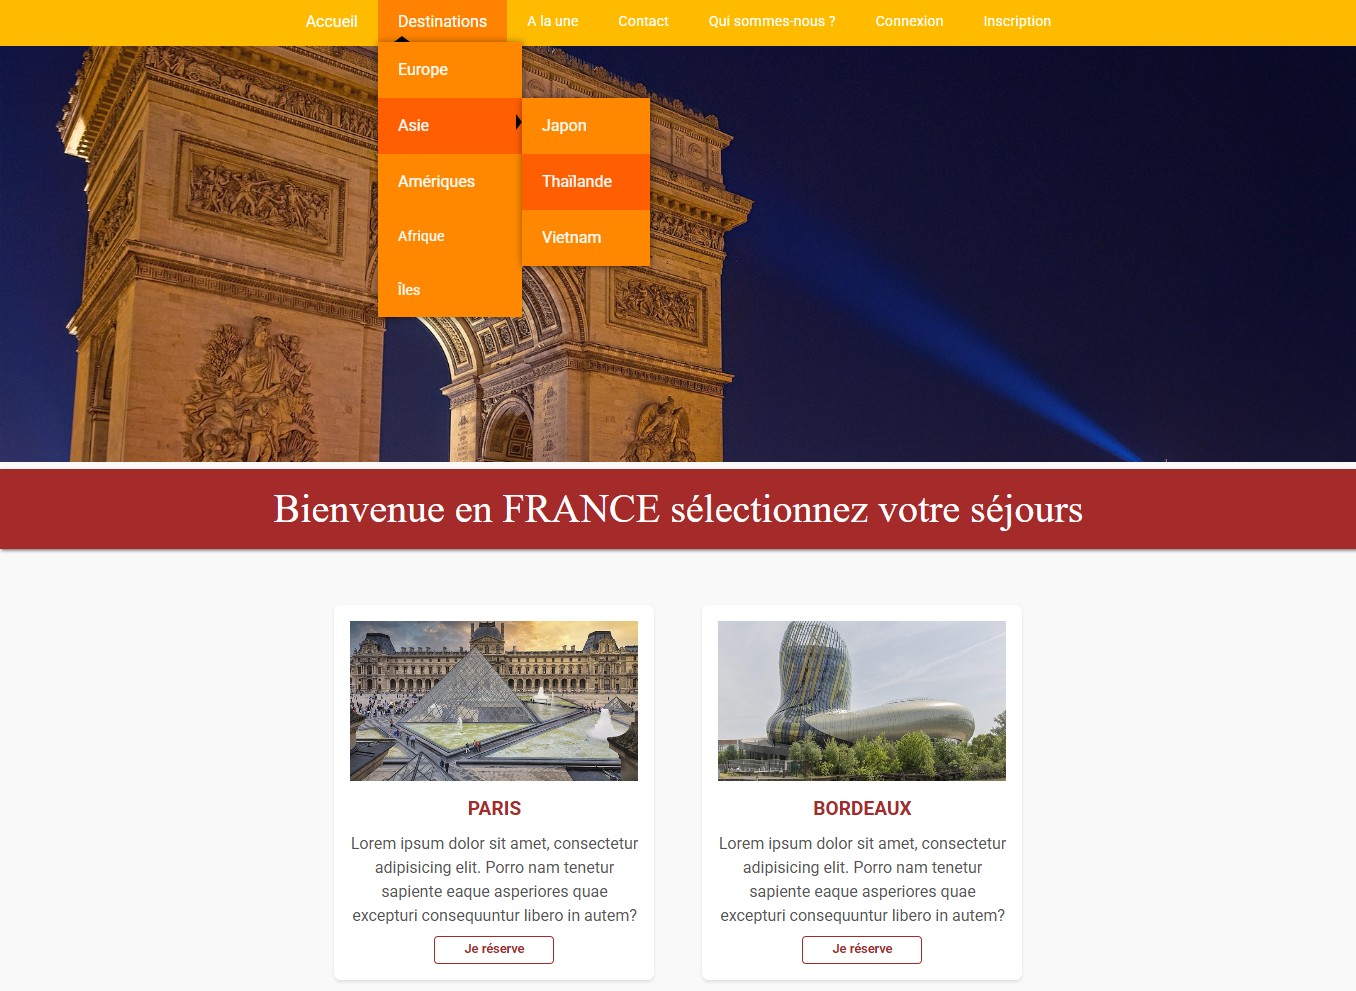 Accueil Destinations A la une Contact Qui sommes-nous ? Connexion Inscription
Europe
Asie
Japon
Amériques
Thaïlande
Afrique
Vietnam
Îles
Bienvenue en FRANCE sélectionnez votre séjours
PARIS
Lorem ipsum dolor sit amet, consectetur
adipisicing elit. Porro nam tenetur
sapiente eaque asperiores quae
excepturi consequuntur libero in autem?
Je réserve
BORDEAUX
Lorem ipsum dolor sit amet, consectetur
adipisicing elit. Porro nam tenetur
sapiente eaque asperiores quae
excepturi consequuntur libero in autem?
Je réserve